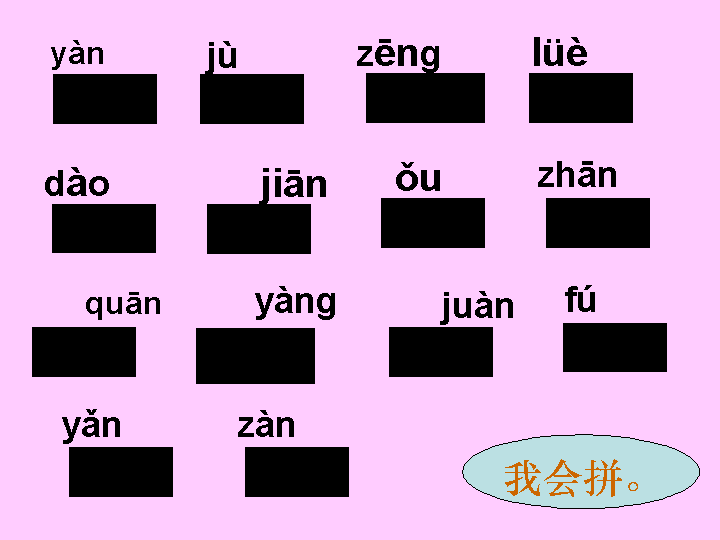 yàn jù zēng lüè
dào jiān ǒu zhān
quān yàng juàn fú
yǎn zàn
我会拼。